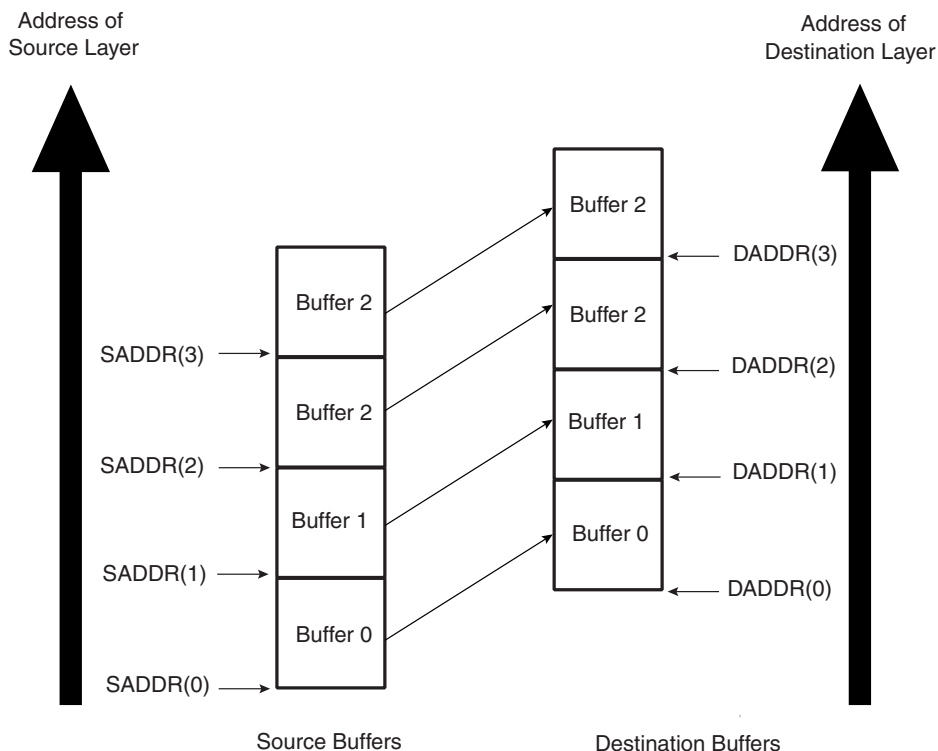 Address of
Source Layer
Address of
Destination Layer
Buffer 2
DADDR(3)
Buffer 2
SADDR(3)
Buffer 2
DADDR(2)
Buffer 2
SADDR(2)
Buffer 1
DADDR(1)
Buffer 1
SADDR(1)
Buffer 0
DADDR(0)
Buffer 0
SADDR(0)
Source Buffers
Destination Buffers